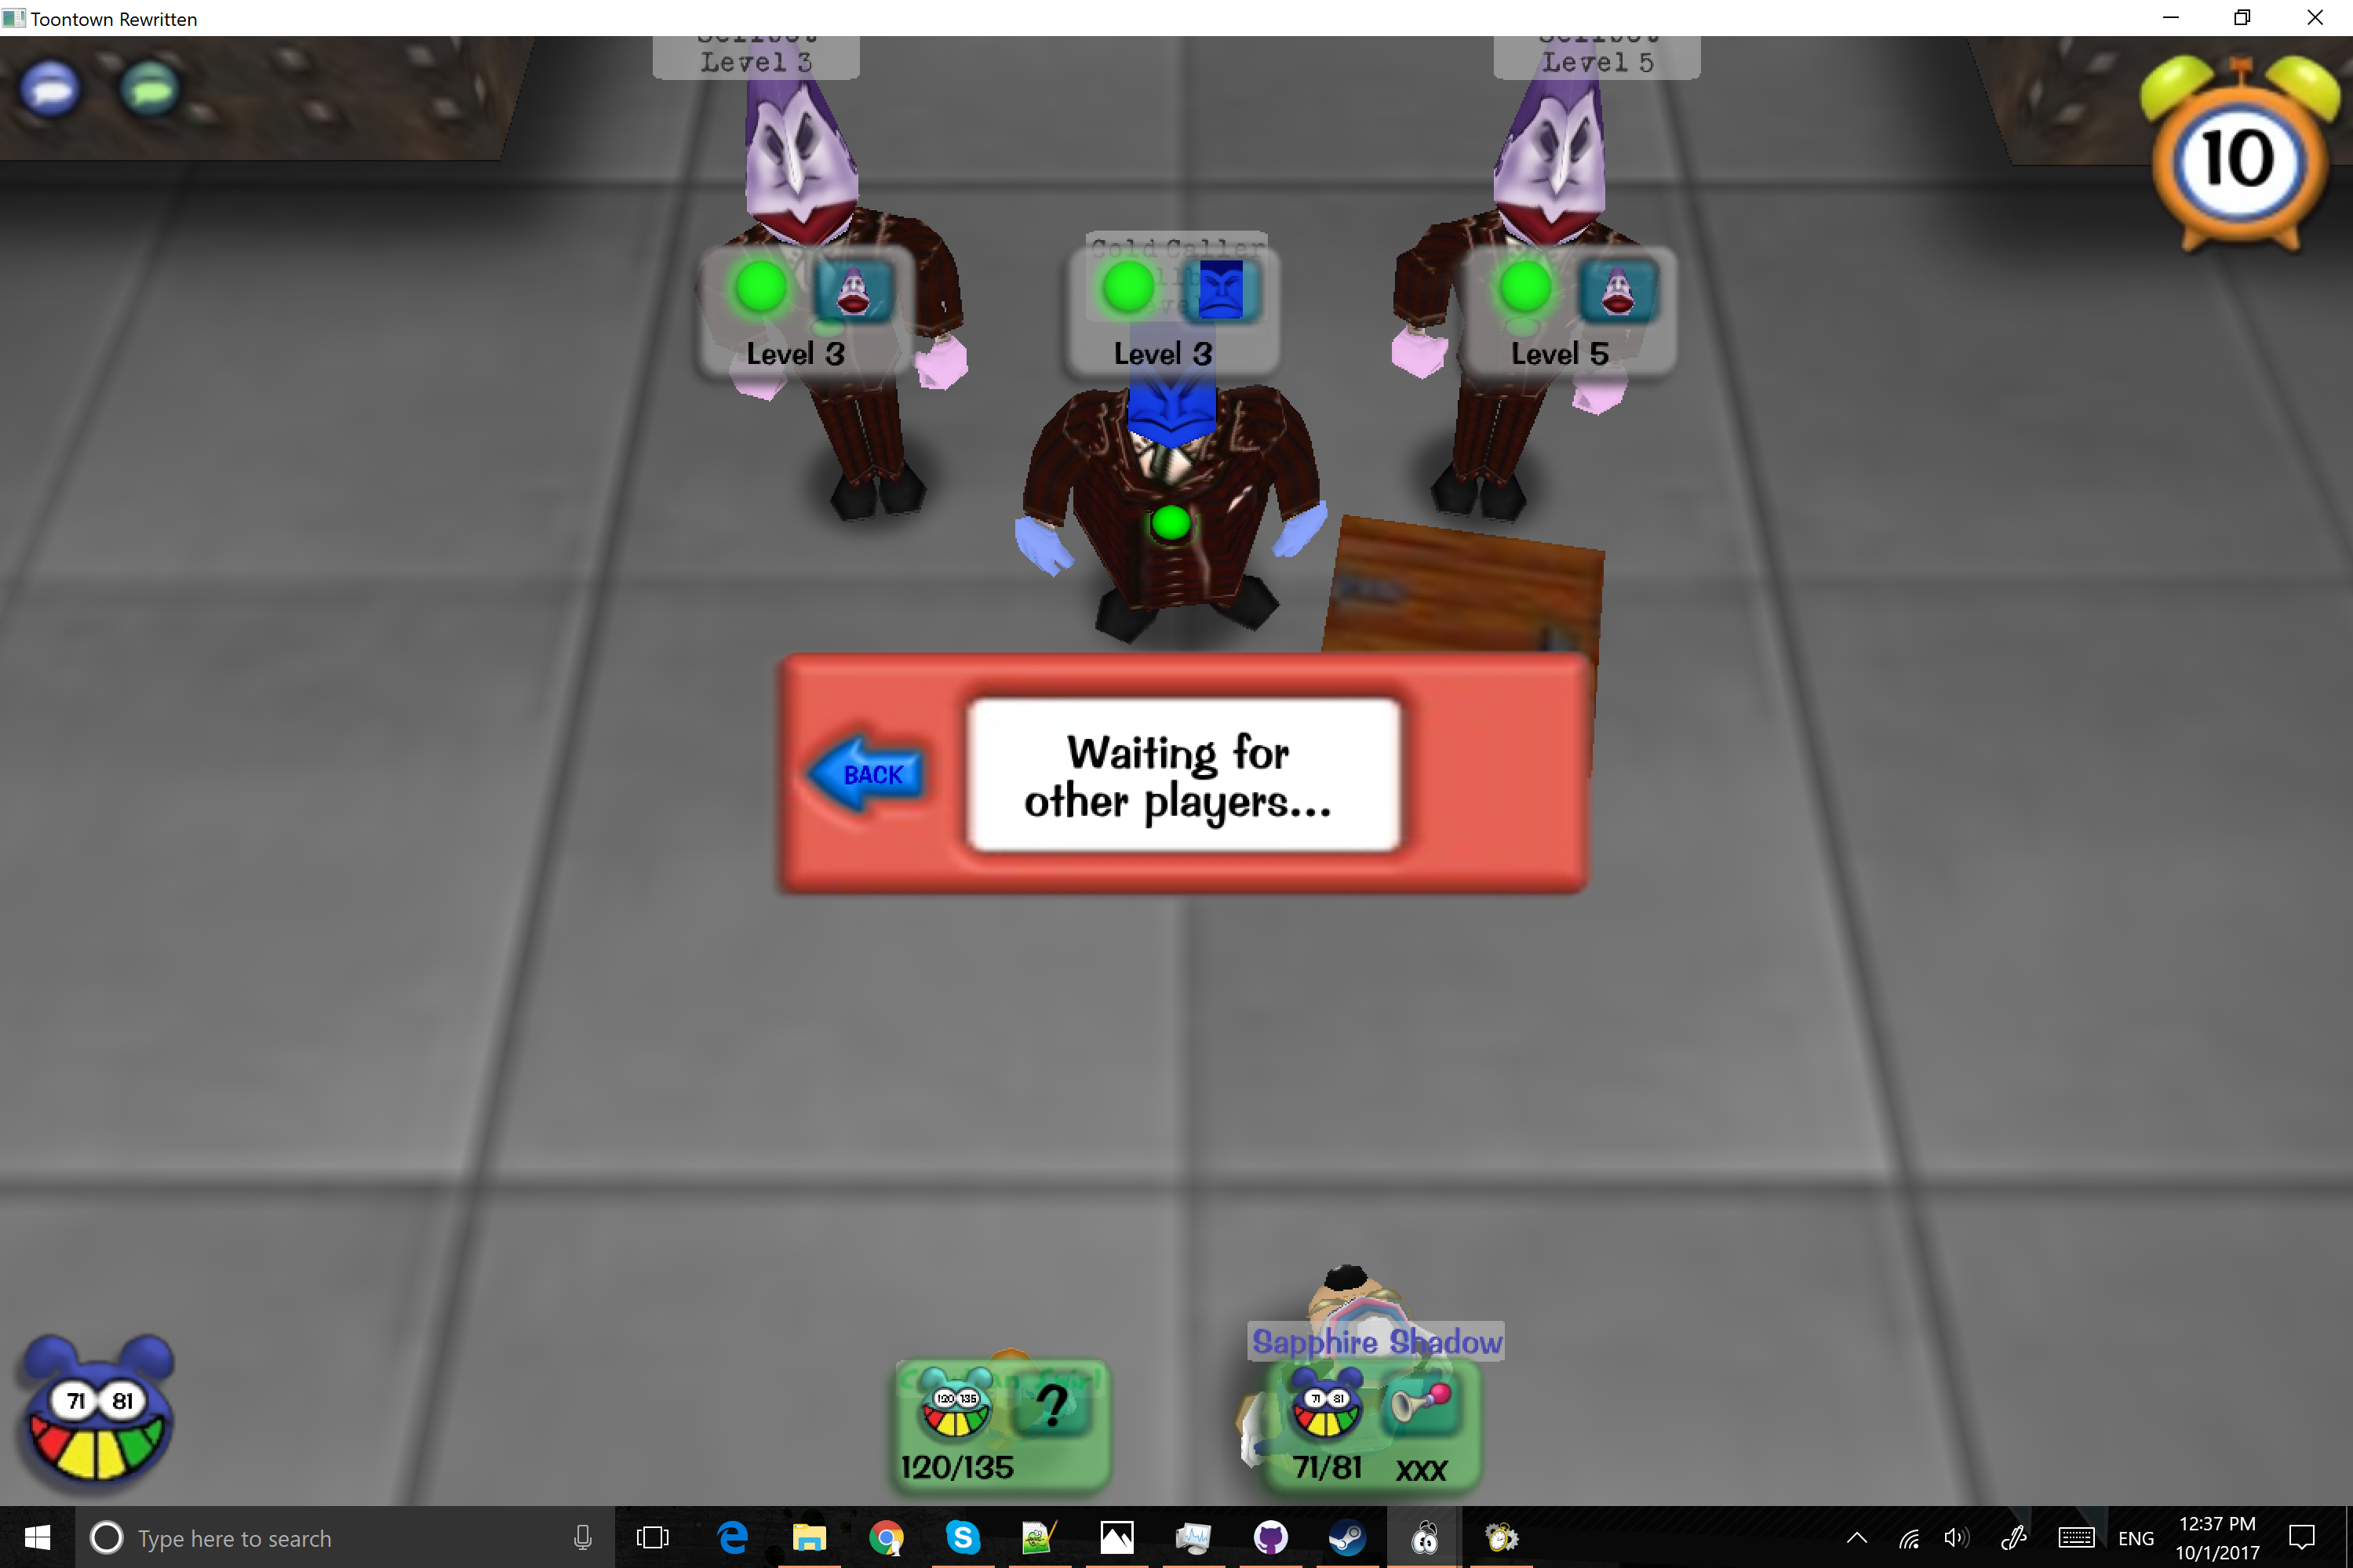 Toontown Rewritten
Level 3
Level 5
10
Cold Caller
Level 3
Level 3
Level 5
BACK
Waiting for
other players...
Sapphire Shadow
71 81
120 135
?
71 81
120/135
71/81 XXX
Type here to search
ENG
12:37 PM
10/1/2017